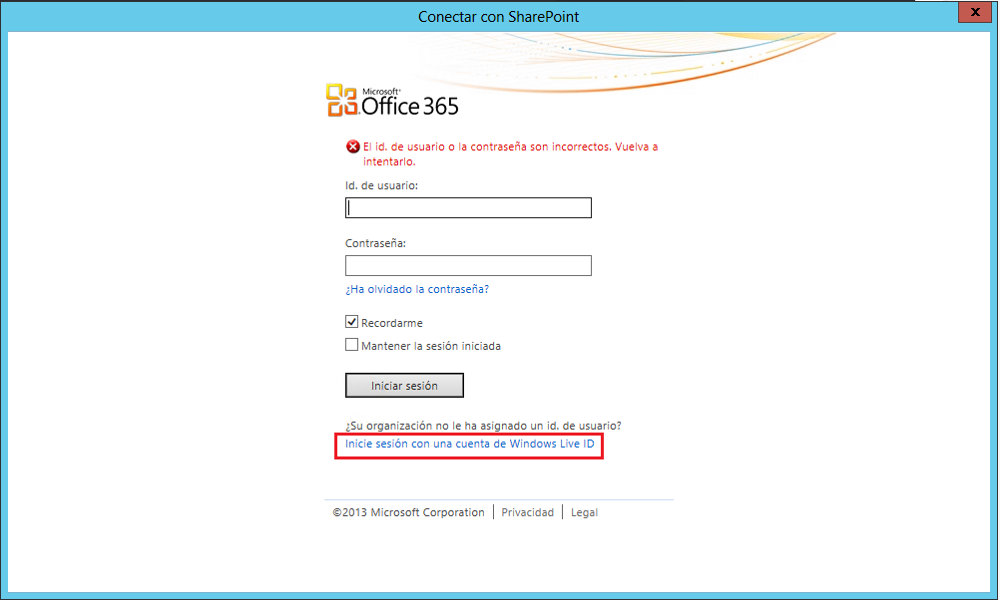 Conectar con SharePoint
x
Microsoft®
Office 365
El id. de usuario o la contraseña son incorrectos. Vuelva a
intentarlo.
Id. de usuario:
Contraseña:
¿Ha olvidado la contraseña?
Recordarme
Mantener la sesión iniciada
Iniciar sesión
¿Su organización no le ha asignado un id. de usuario?
Inicie sesión con una cuenta de Windows Live ID
©2013 Microsoft Corporation | Privacidad | Legal